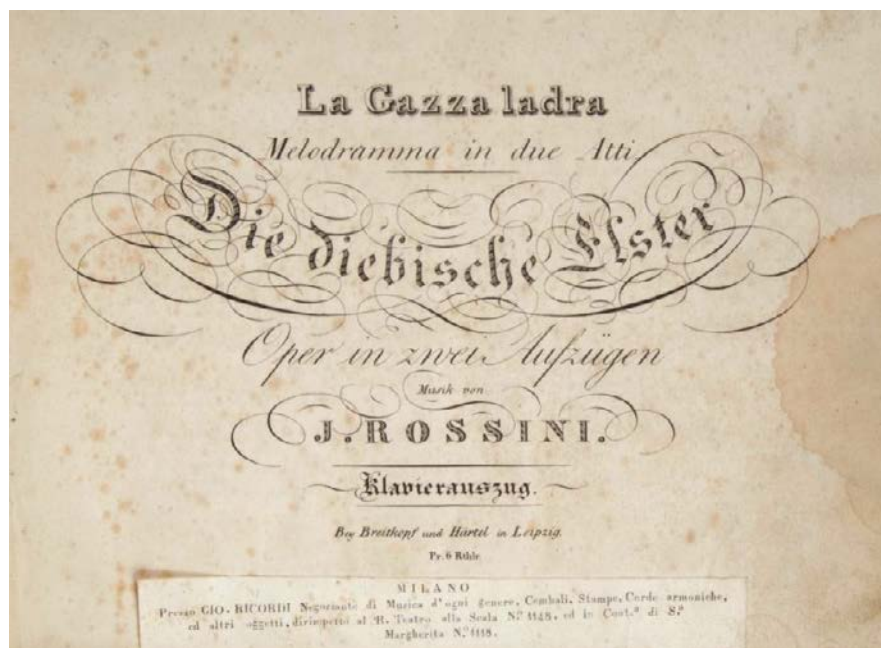 La Gazza ladra
Melodramma in due Atti
Die diebische Elster
Oper in zwei Aufzügen
Musik von
J. ROSSINI.
Klavierauszug.
Bey Breitkopf und Härtel in Leipzig.
Pr. 6 Rthlr.
MILANO
Presso GIO. RICORDI Negoziante di Musica d'ogni genere, Cembali, Stampe, Corde armoniche,
ed altri oggetti, dirimpetto al R. Teatro alla Scala N.º 1148, ed in Cont.ª di S.ª
Margherita N.º 1118.